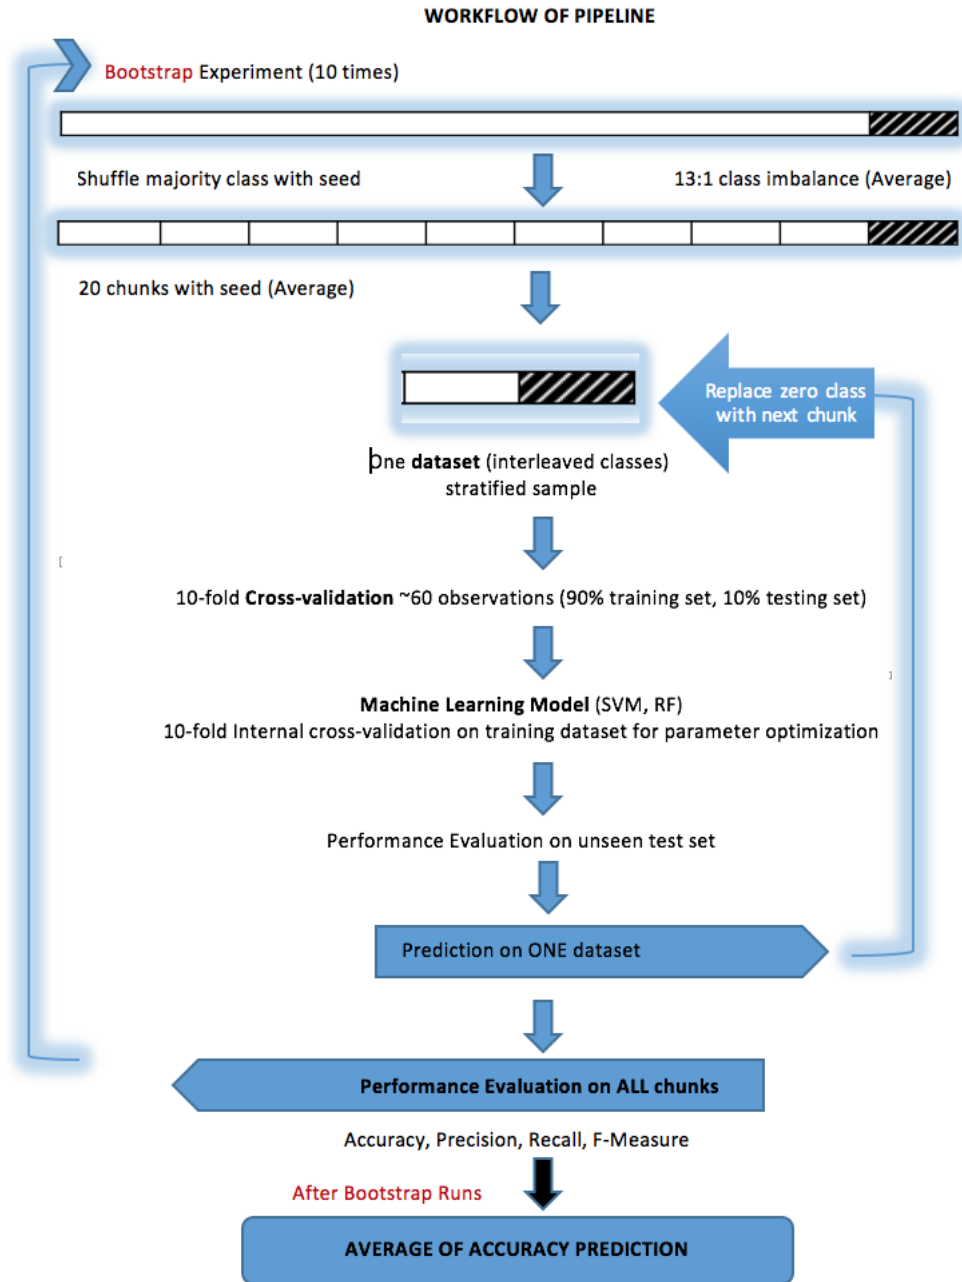 WORKFLOW OF PIPELINE
Bootstrap Experiment (10 times)
Shuffle majority class with seed
13:1 class imbalance (Average)
20 chunks with seed (Average)
Replace zero class
with next chunk
One dataset (interleaved classes)
stratified sample
10-fold Cross-validation ~60 observations (90% training set, 10% testing set)
Machine Learning Model (SVM, RF)
10-fold Internal cross-validation on training dataset for parameter optimization
Performance Evaluation on unseen test set
Prediction on ONE dataset
Performance Evaluation on ALL chunks
Accuracy, Precision, Recall, F-Measure
After Bootstrap Runs
AVERAGE OF ACCURACY PREDICTION